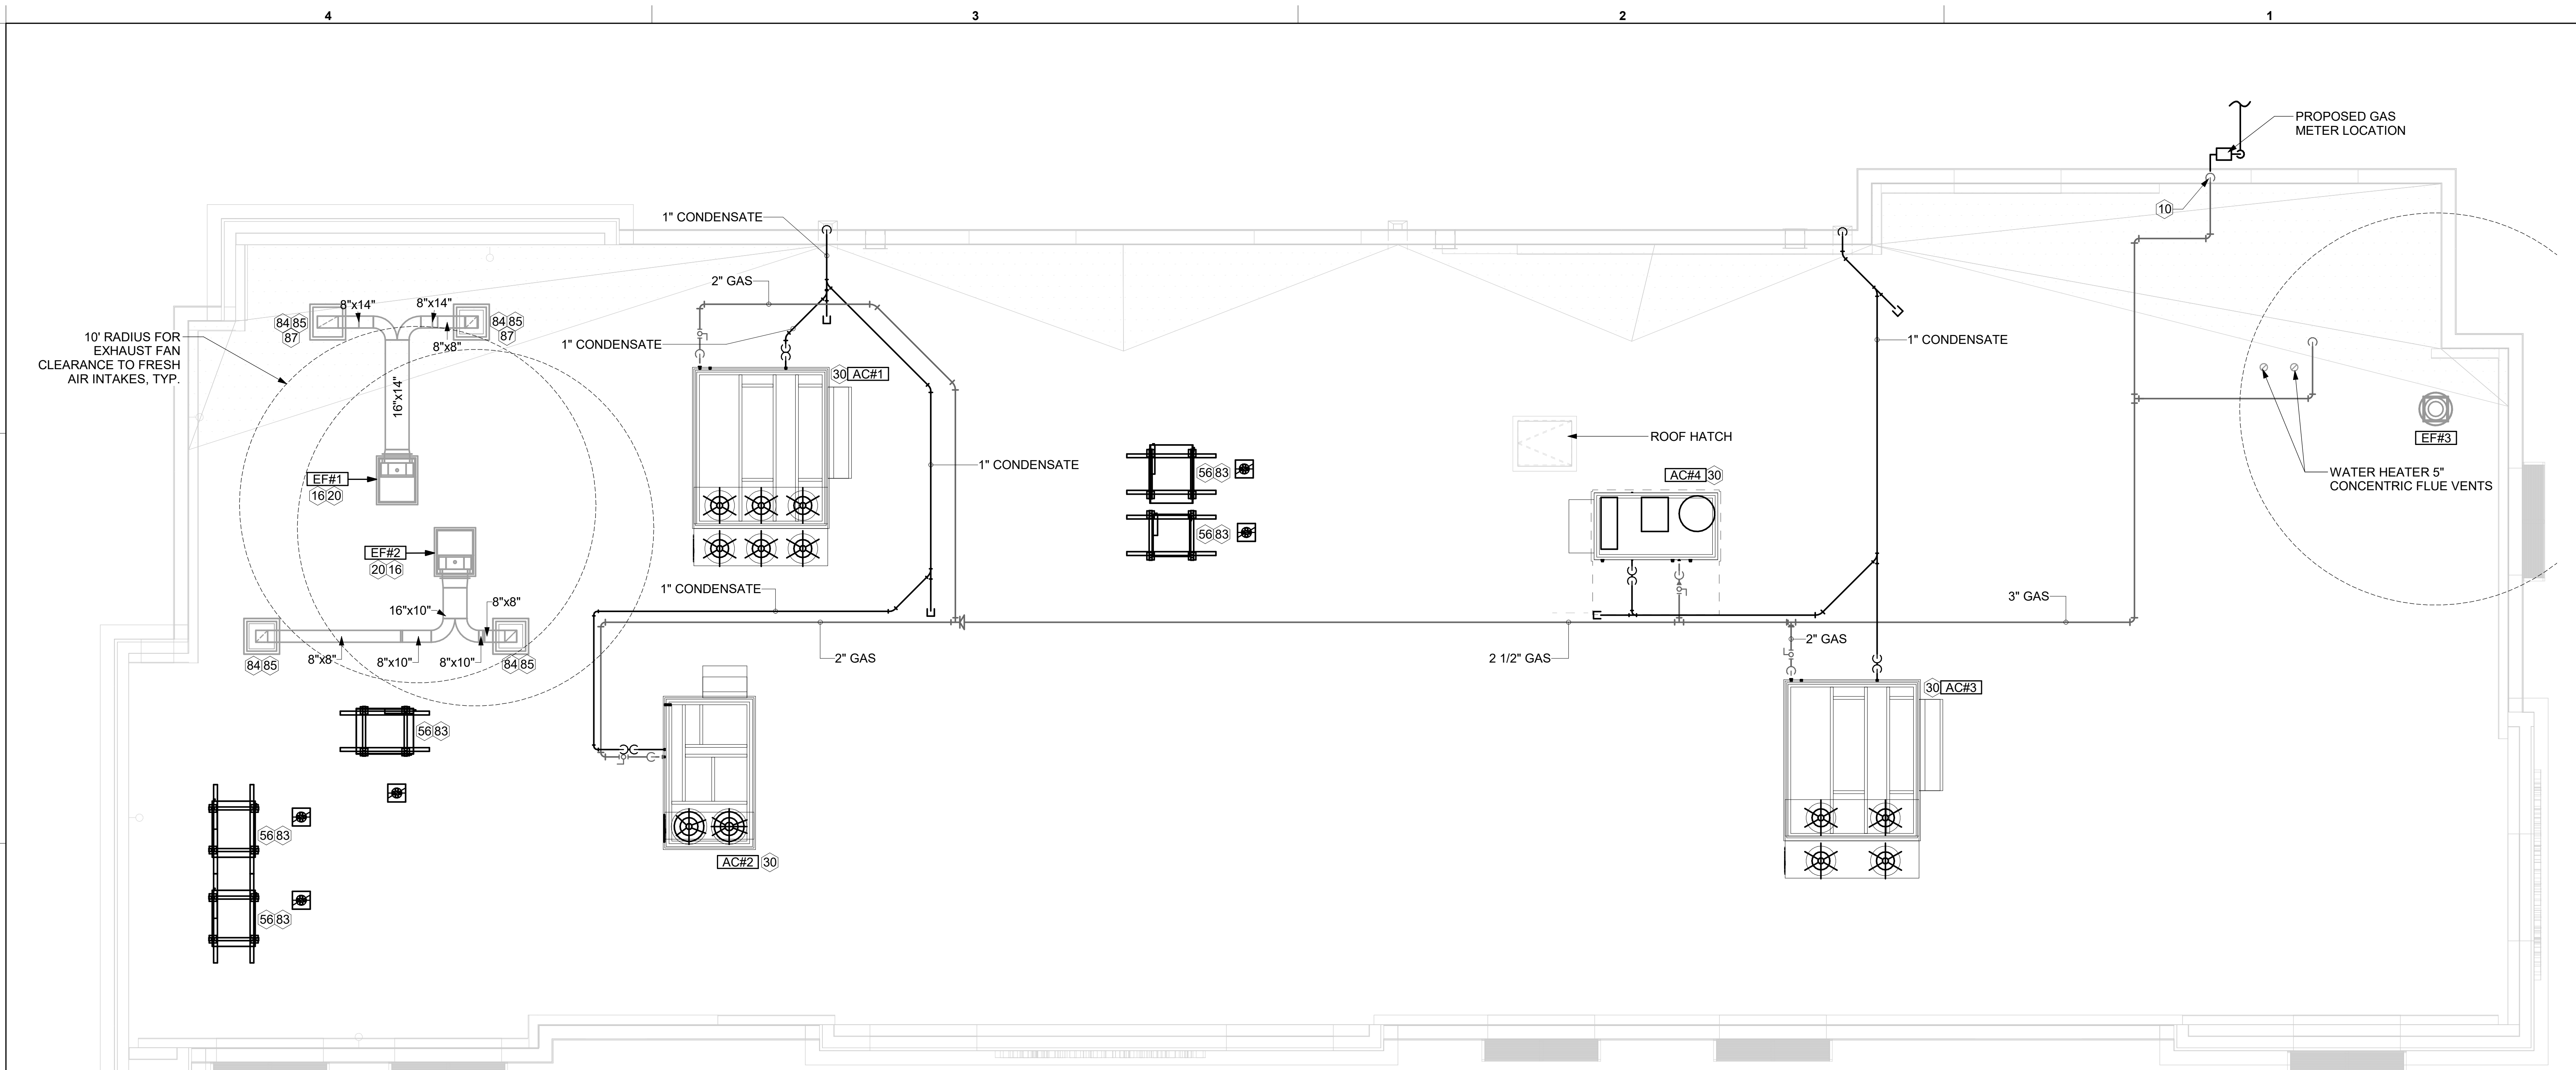 4
3
2
1
PROPOSED GAS
METER LOCATION
10
1" CONDENSATE
2" GAS
1" CONDENSATE
10' RADIUS FOR
EXHAUST FAN
CLEARANCE TO FRESH
AIR INTAKES, TYP.
84 85
87
8"x14"
8"x14"
8"x8"
84 85
87
16"x14"
30 AC#1
1" CONDENSATE
1" CONDENSATE
ROOF HATCH
EF#3
WATER HEATER 5"
CONCENTRIC FLUE VENTS
EF#1
16 20
56 83
56 83
AC#4 30
EF#2
20 16
1" CONDENSATE
16"x10"
8"x8"
3" GAS
84 85
8"x8"
8"x10"
8"x10"
84 85
2" GAS
2 1/2" GAS
2" GAS
30 AC#3
56 83
56 83
56 83
AC#2 30